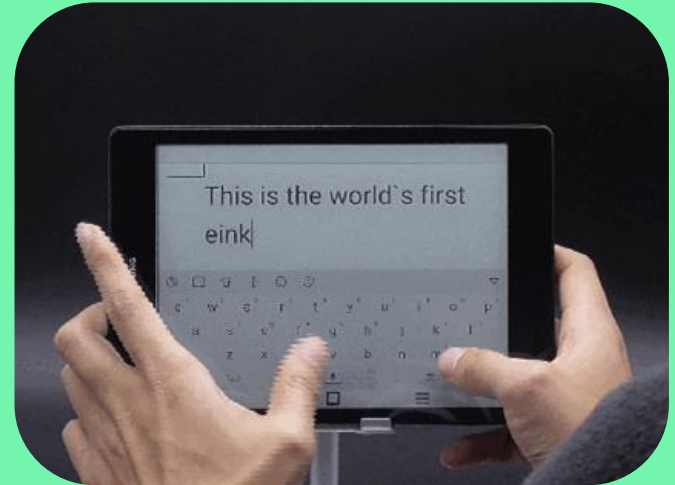 This is the world`s first
eink
w r t y u o p
a s g h j k l
z x v b n m